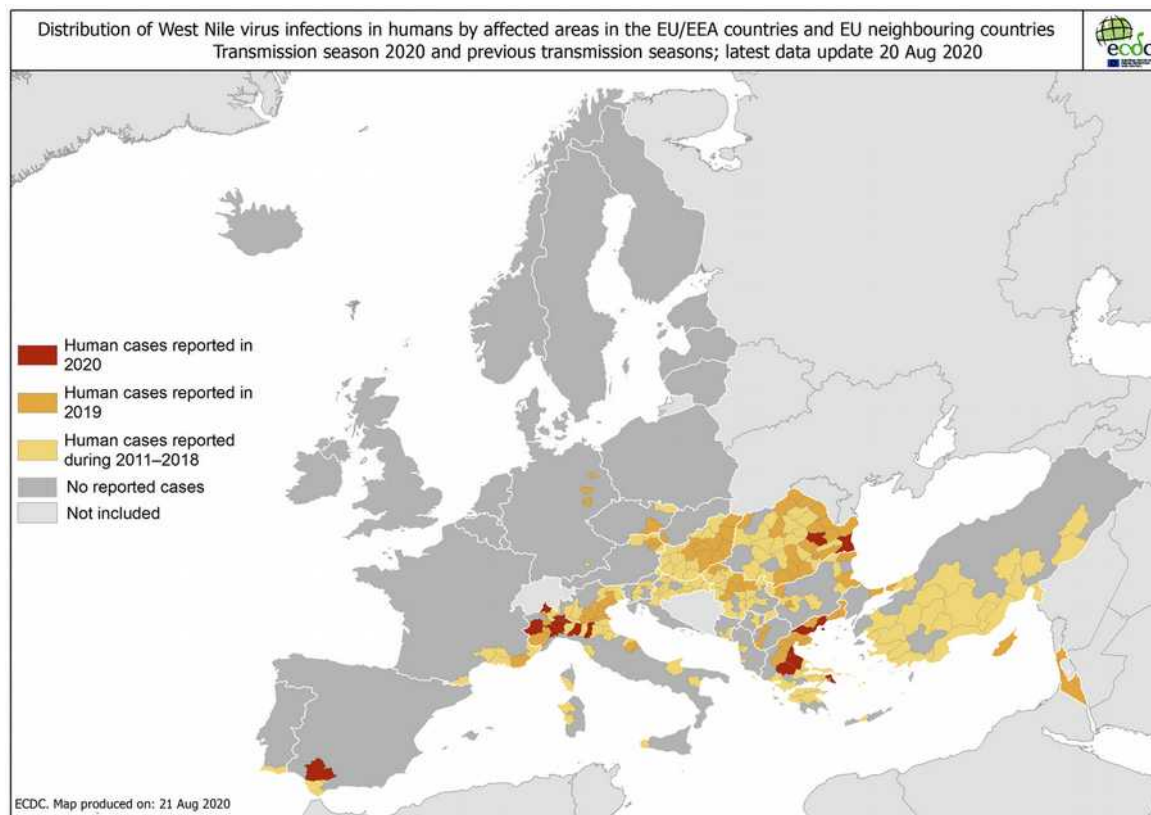 Distribution of West Nile virus infections in humans by affected areas in the EU/EEA countries and EU neighbouring countries
Transmission season 2020 and previous transmission seasons; latest data update 20 Aug 2020
ecdc
Human cases reported in
2020
Human cases reported in
2019
Human cases reported
during 2011–2018
No reported cases
Not included
ECDC. Map produced on: 21 Aug 2020